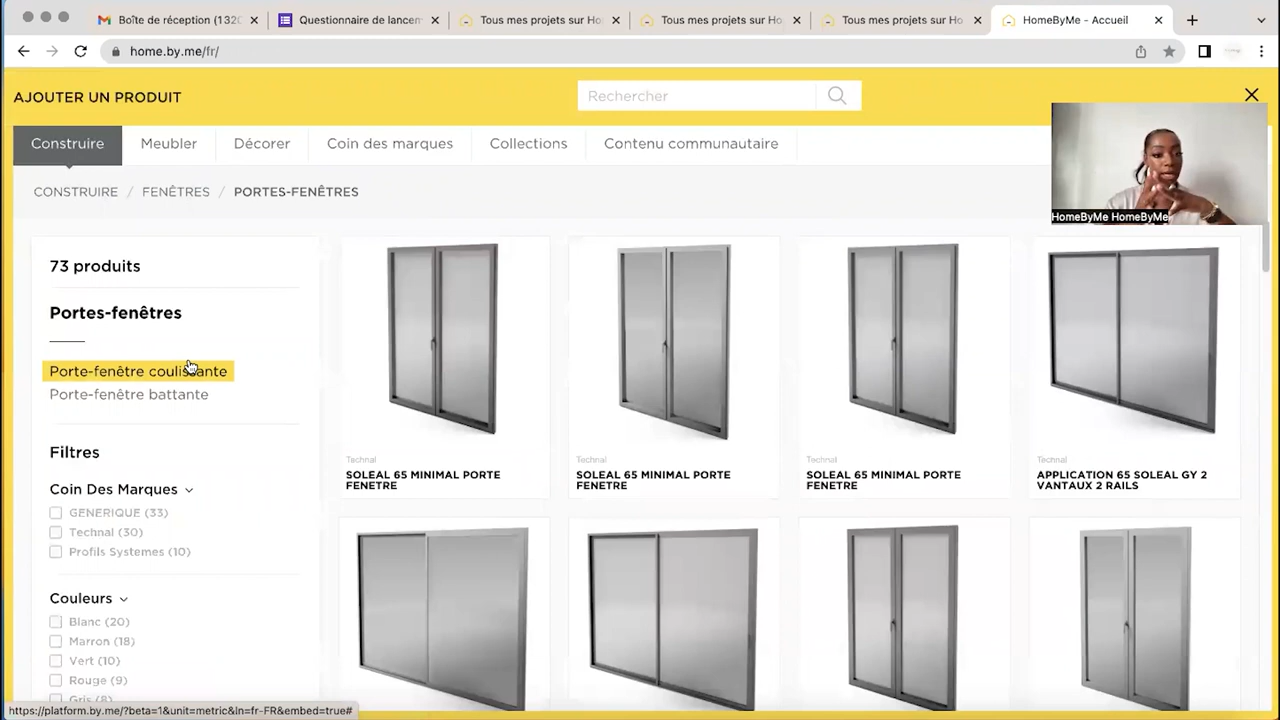 Boîte de réception (1 320
Questionnaire de lancem
Tous mes projets sur Ho
Tous mes projets sur Ho
Tous mes projets sur Ho
HomeByMe - Accueil
home.by.me/fr/
AJOUTER UN PRODUIT
Rechercher
Construire
Meubler
Décorer
Coin des marques
Collections
Contenu communautaire
HomeByMe HomeByMe
CONSTRUIRE / FENÊTRES / PORTES-FENÊTRES
73 produits
Portes-fenêtres
Porte-fenêtre coulissante
Porte-fenêtre battante
Filtres
Coin Des Marques
GENERIQUE (33)
Technal (30)
Profils Systemes (10)
Couleurs
Blanc (20)
Marron (18)
Vert (10)
Rouge (9)
Gris (8)
Technal
SOLEAL 65 MINIMAL PORTE
FENETRE
Technal
SOLEAL 65 MINIMAL PORTE
FENETRE
Technal
SOLEAL 65 MINIMAL PORTE
FENETRE
Technal
APPLICATION 65 SOLEAL GY 2
VANTAUX 2 RAILS
https://platform.by.me/?beta=1&unit=metric&ln=fr-FR&embed=true#